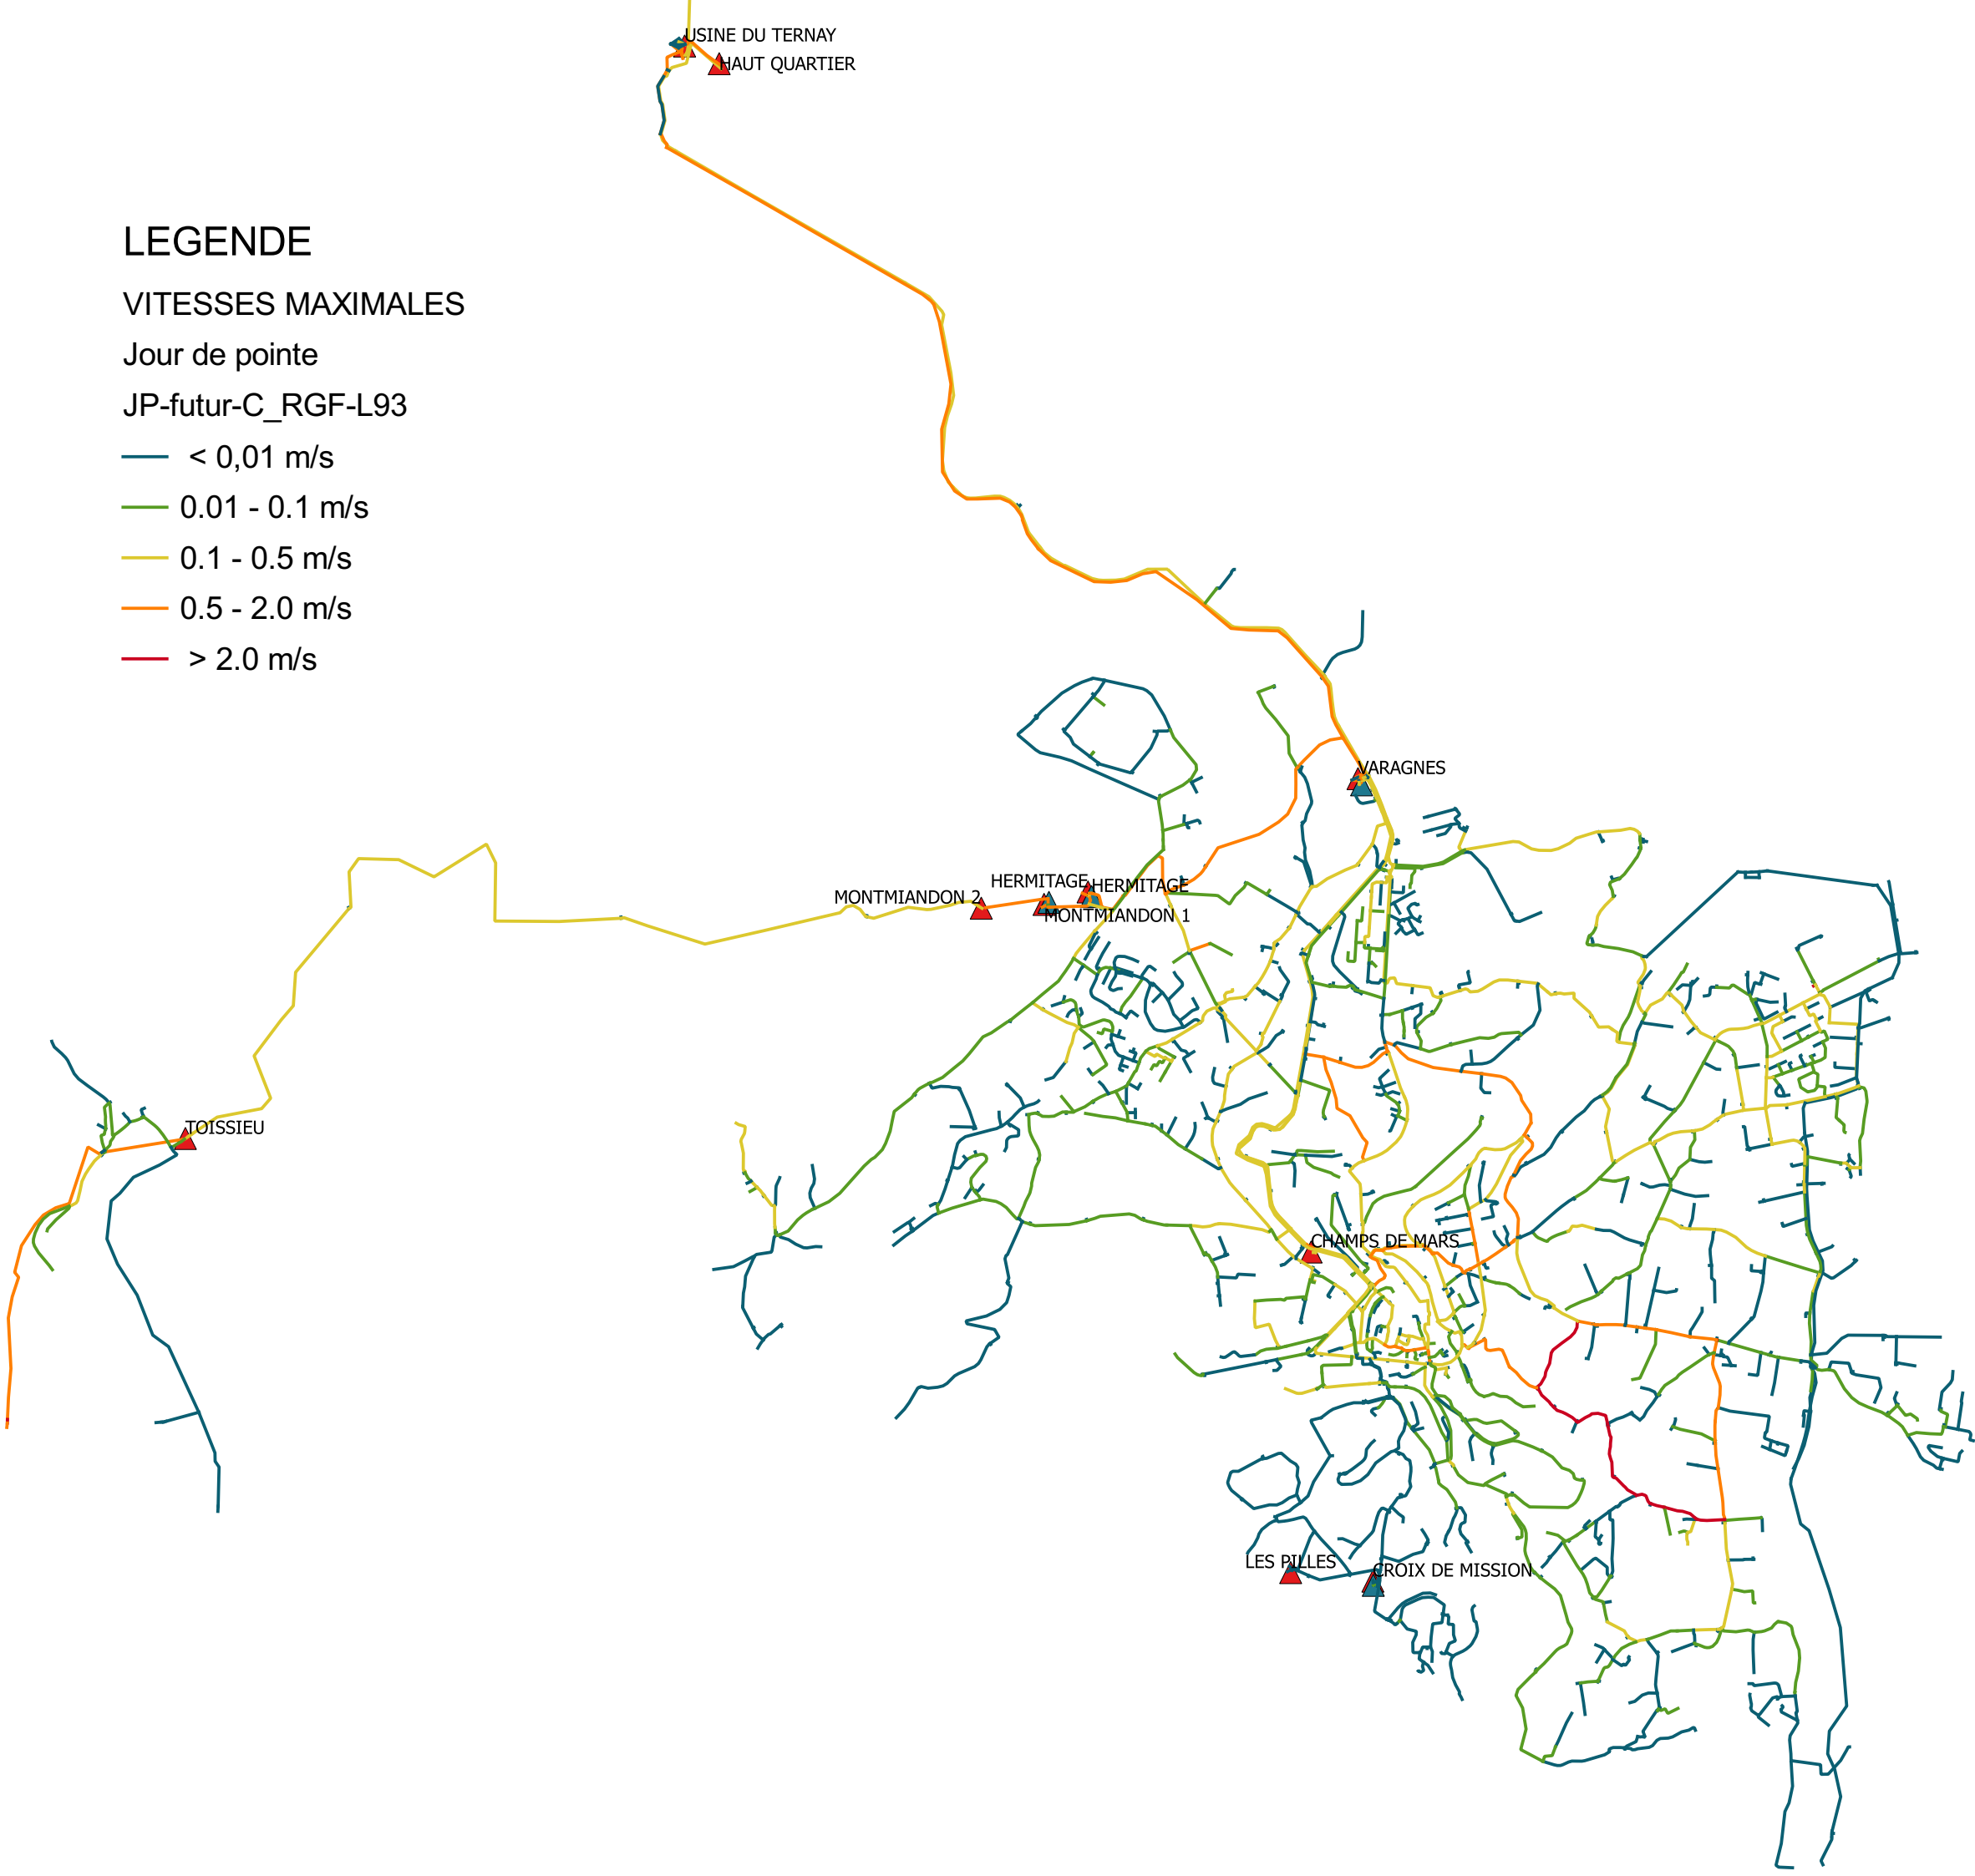 USINE DU TERNAY
HAUT QUARTIER
LEGENDE
VITESSES MAXIMALES
Jour de pointe
JP-futur-C_RGF-L93
< 0,01 m/s
0.01 - 0.1 m/s
0.1 - 0.5 m/s
0.5 - 2.0 m/s
> 2.0 m/s
VARAGNES
HERMITAGE
HERMITAGE
MONTMIANDON 2
MONTMIANDON 1
TOISSIEU
CHAMPS DE MARS
LES PILLES
CROIX DE MISSION